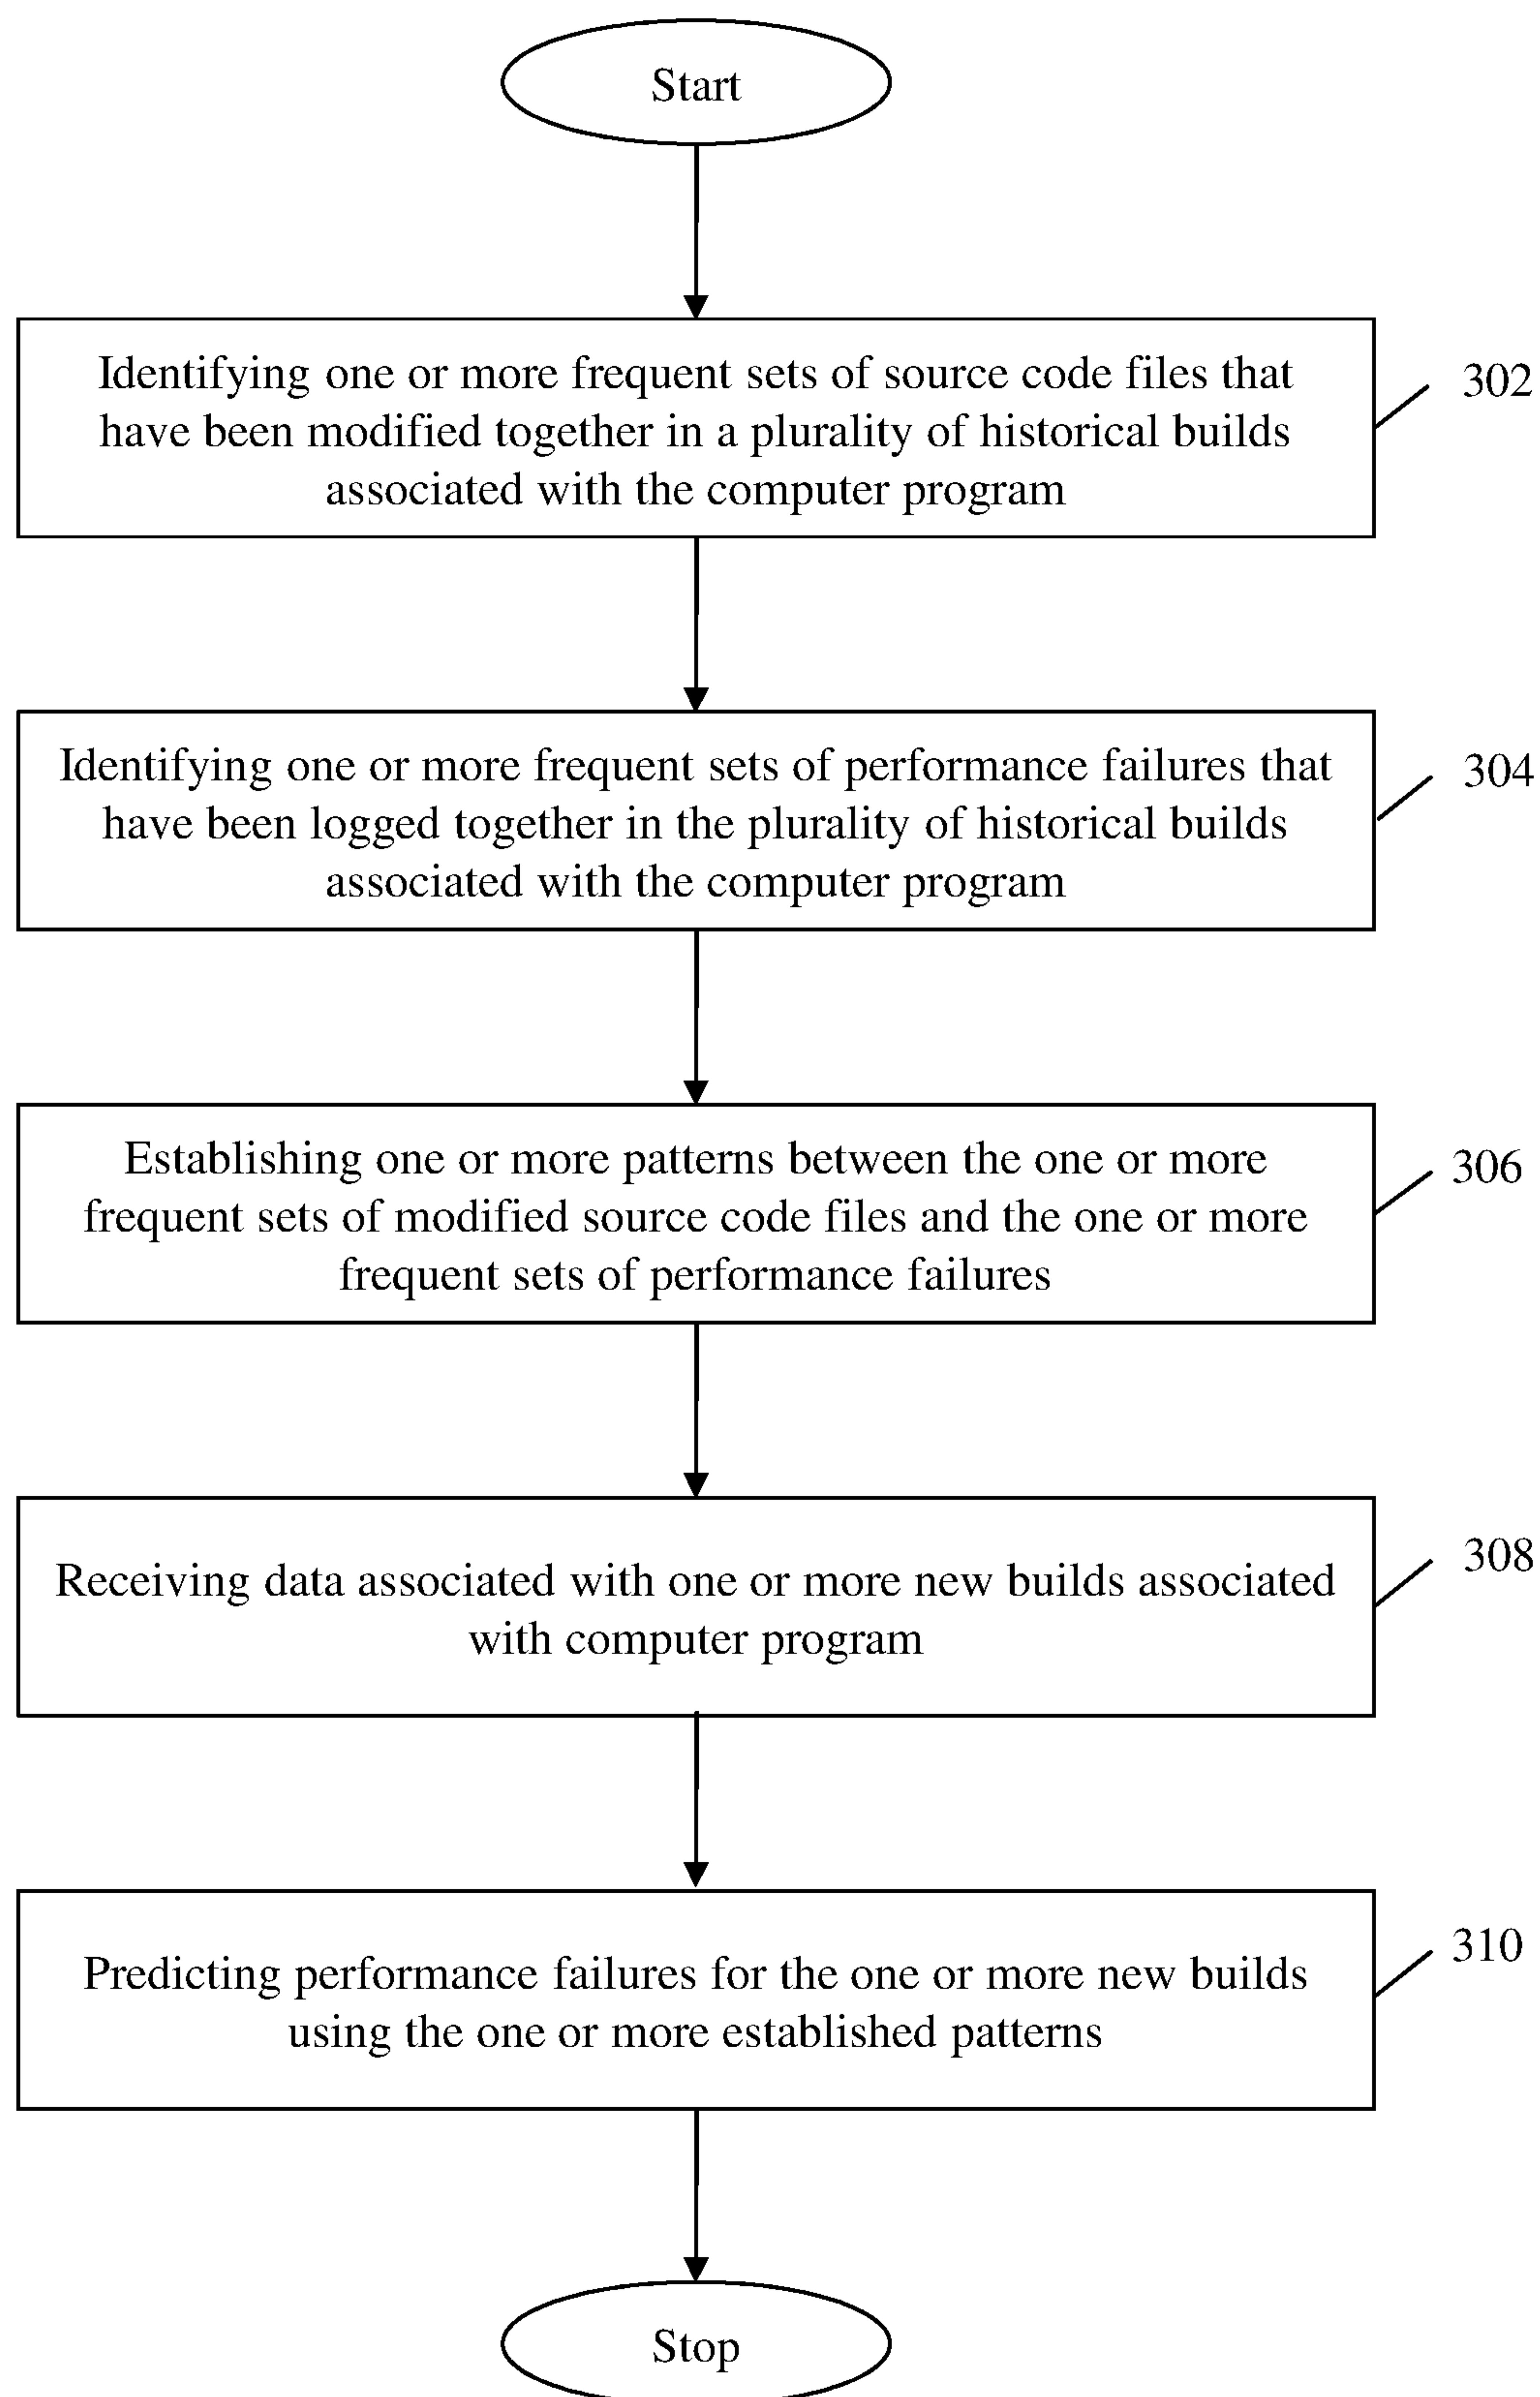 Start
Identifying one or more frequent sets of source code files that
have been modified together in a plurality of historical builds
associated with the computer program
302
Identifying one or more frequent sets of performance failures that
have been logged together in the plurality of historical builds
associated with the computer program
304
Establishing one or more patterns between the one or more
frequent sets of modified source code files and the one or more
frequent sets of performance failures
306
Receiving data associated with one or more new builds associated
with computer program
308
Predicting performance failures for the one or more new builds
using the one or more established patterns
310
Stop